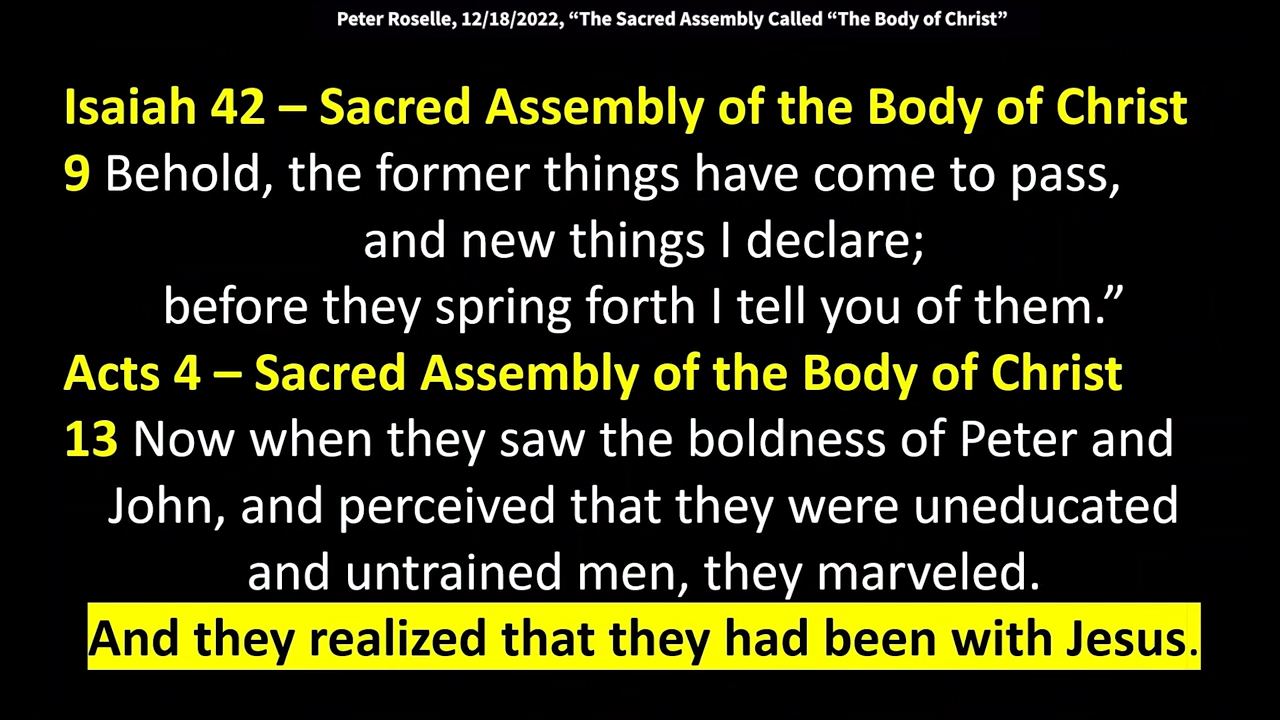 Peter Roselle, 12/18/2022, “The Sacred Assembly Called “The Body of Christ”
Isaiah 42 – Sacred Assembly of the Body of Christ
9 Behold, the former things have come to pass,
and new things I declare;
before they spring forth I tell you of them.”
Acts 4 – Sacred Assembly of the Body of Christ
13 Now when they saw the boldness of Peter and
John, and perceived that they were uneducated
and untrained men, they marveled.
And they realized that they had been with Jesus.